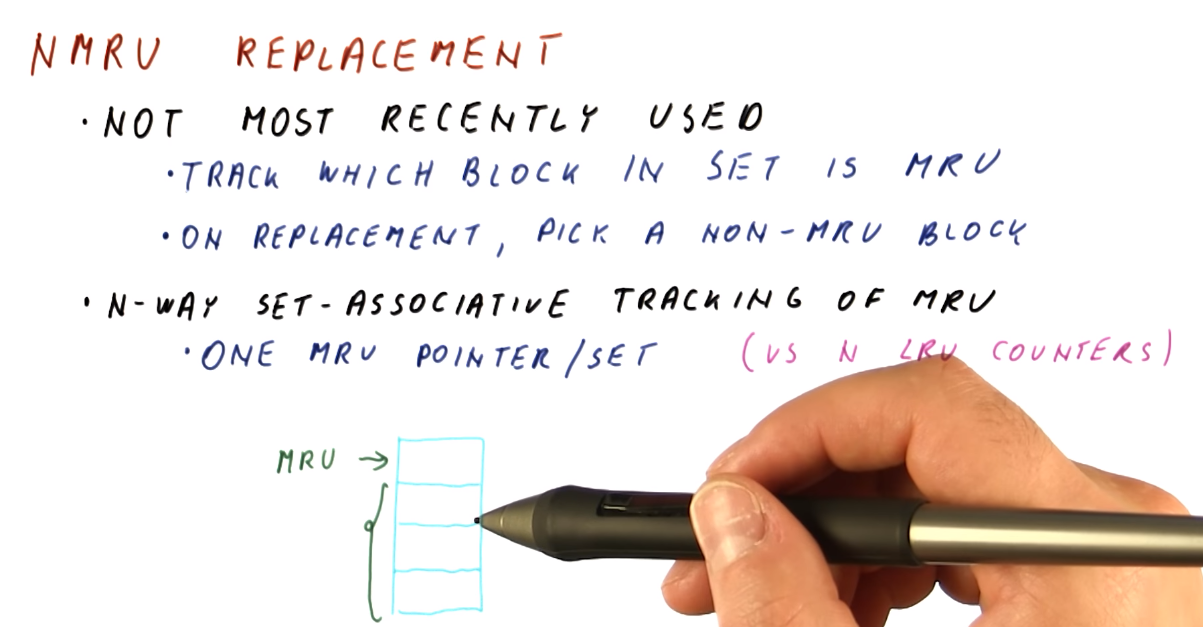 NMRU REPLACEMENT
• NOT MOST RECENTLY USED
• TRACK WHICH BLOCK IN SET IS MRU
• ON REPLACEMENT, PICK A NON-MRU BLOCK
• N-WAY SET-ASSOCIATIVE TRACKING OF MRU
• ONE MRU POINTER/SET (VS N LRU COUNTERS)
MRU →